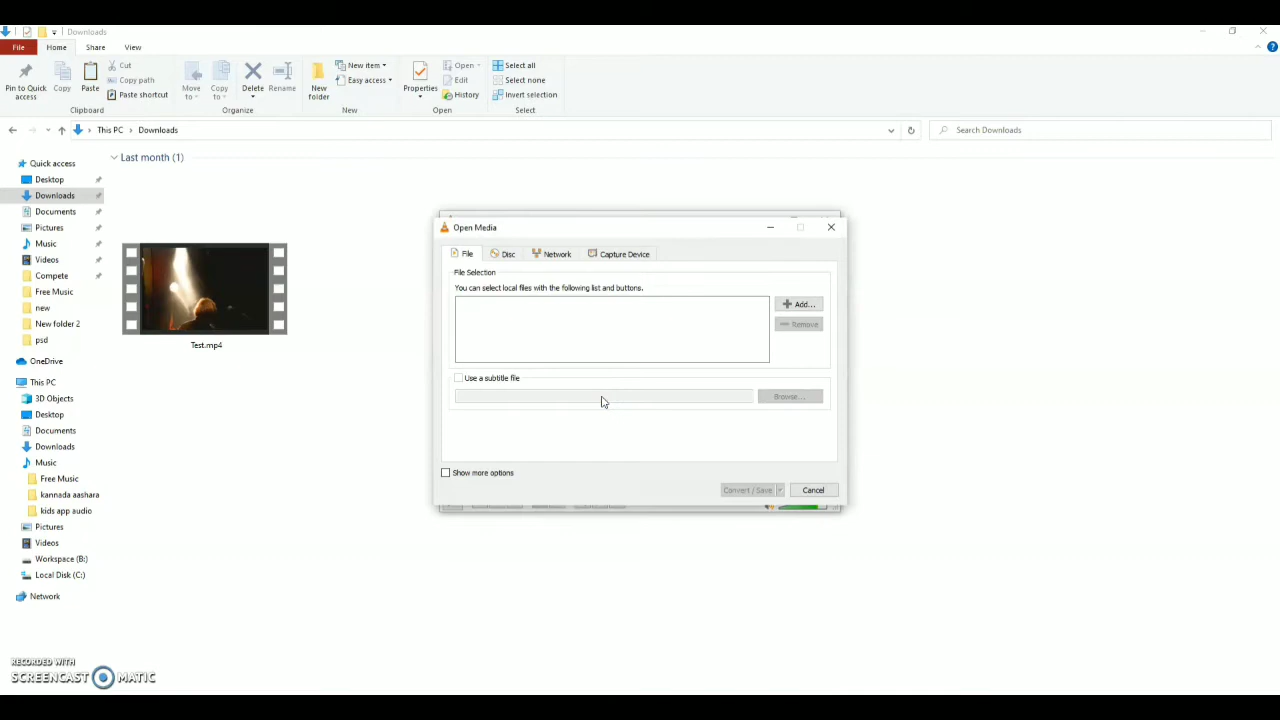 Downloads
File Home Share View
Pin to Quick access
Copy
Paste
Cut
Copy path
Paste shortcut
Clipboard
Move to
Copy to
Delete
Rename
Organize
New folder
New item
Easy access
New
Properties
Open
Edit
History
Open
Select all
Select none
Invert selection
Select
This PC > Downloads
Search Downloads
Quick access
Desktop
Downloads
Documents
Pictures
Music
Videos
Compete
Free Music
new
New folder 2
psd
OneDrive
This PC
3D Objects
Desktop
Documents
Downloads
Music
Free Music
kannada aashara
kids app audio
Pictures
Videos
Workspace (B:)
Local Disk (C:)
Network
Last month (1)
Test.mp4
Open Media
File Disc Network Capture Device
File Selection
You can select local files with the following list and buttons.
Add...
Remove
Use a subtitle file
Browse...
Show more options
Convert / Save Cancel
RECORDED WITH
SCREENCAST MATIC